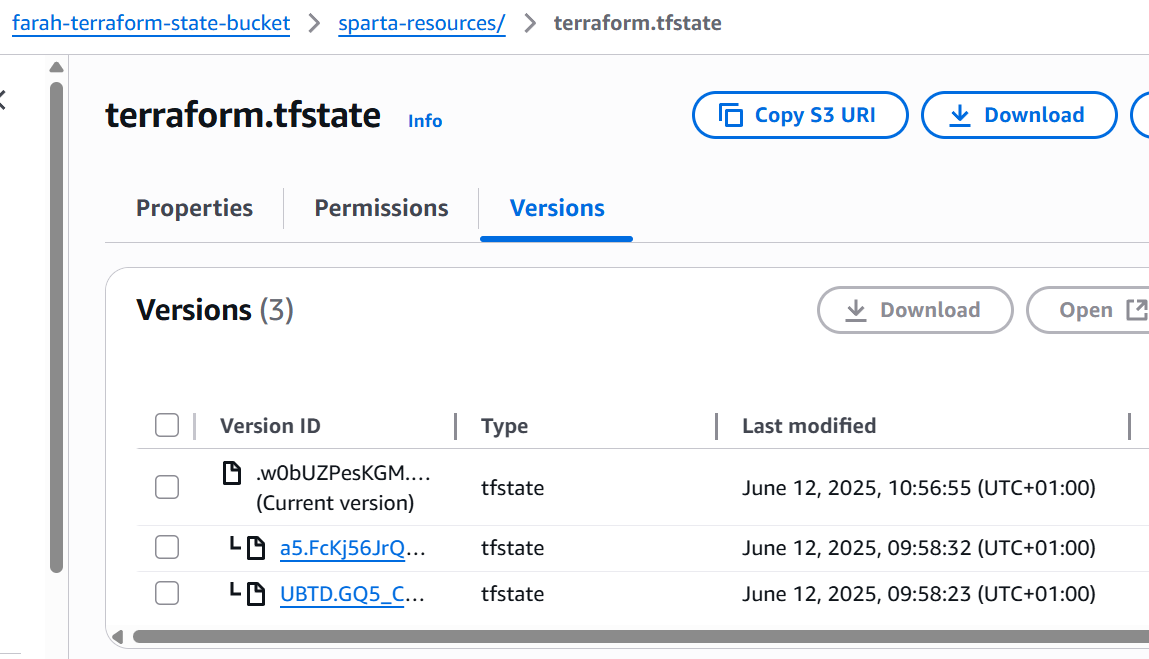 farah-terraform-state-bucket > sparta-resources/ > terraform.tfstate
terraform.tfstate Info Copy S3 URI Download
Properties Permissions Versions
Versions (3) Download Open
Version ID Type Last modified
.w0bUZPesKGM.... tfstate June 12, 2025, 10:56:55 (UTC+01:00)
(Current version)
a5.FcKj56JrQ... tfstate June 12, 2025, 09:58:32 (UTC+01:00)
UBTD.GQ5_C... tfstate June 12, 2025, 09:58:23 (UTC+01:00)